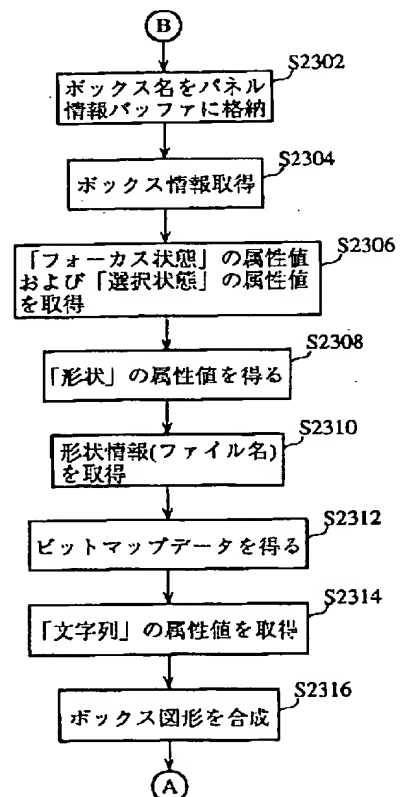 B
S2302
ボックス名をパネル
情報バッファに格納
S2304
ボックス情報取得
S2306
「フォーカス状態」の属性値
および「選択状態」の属性値
を取得
S2308
「形状」の属性値を得る
S2310
形状情報(ファイル名)
を取得
S2312
ビットマップデータを得る
S2314
「文字列」の属性値を取得
S2316
ボックス図形を合成
A